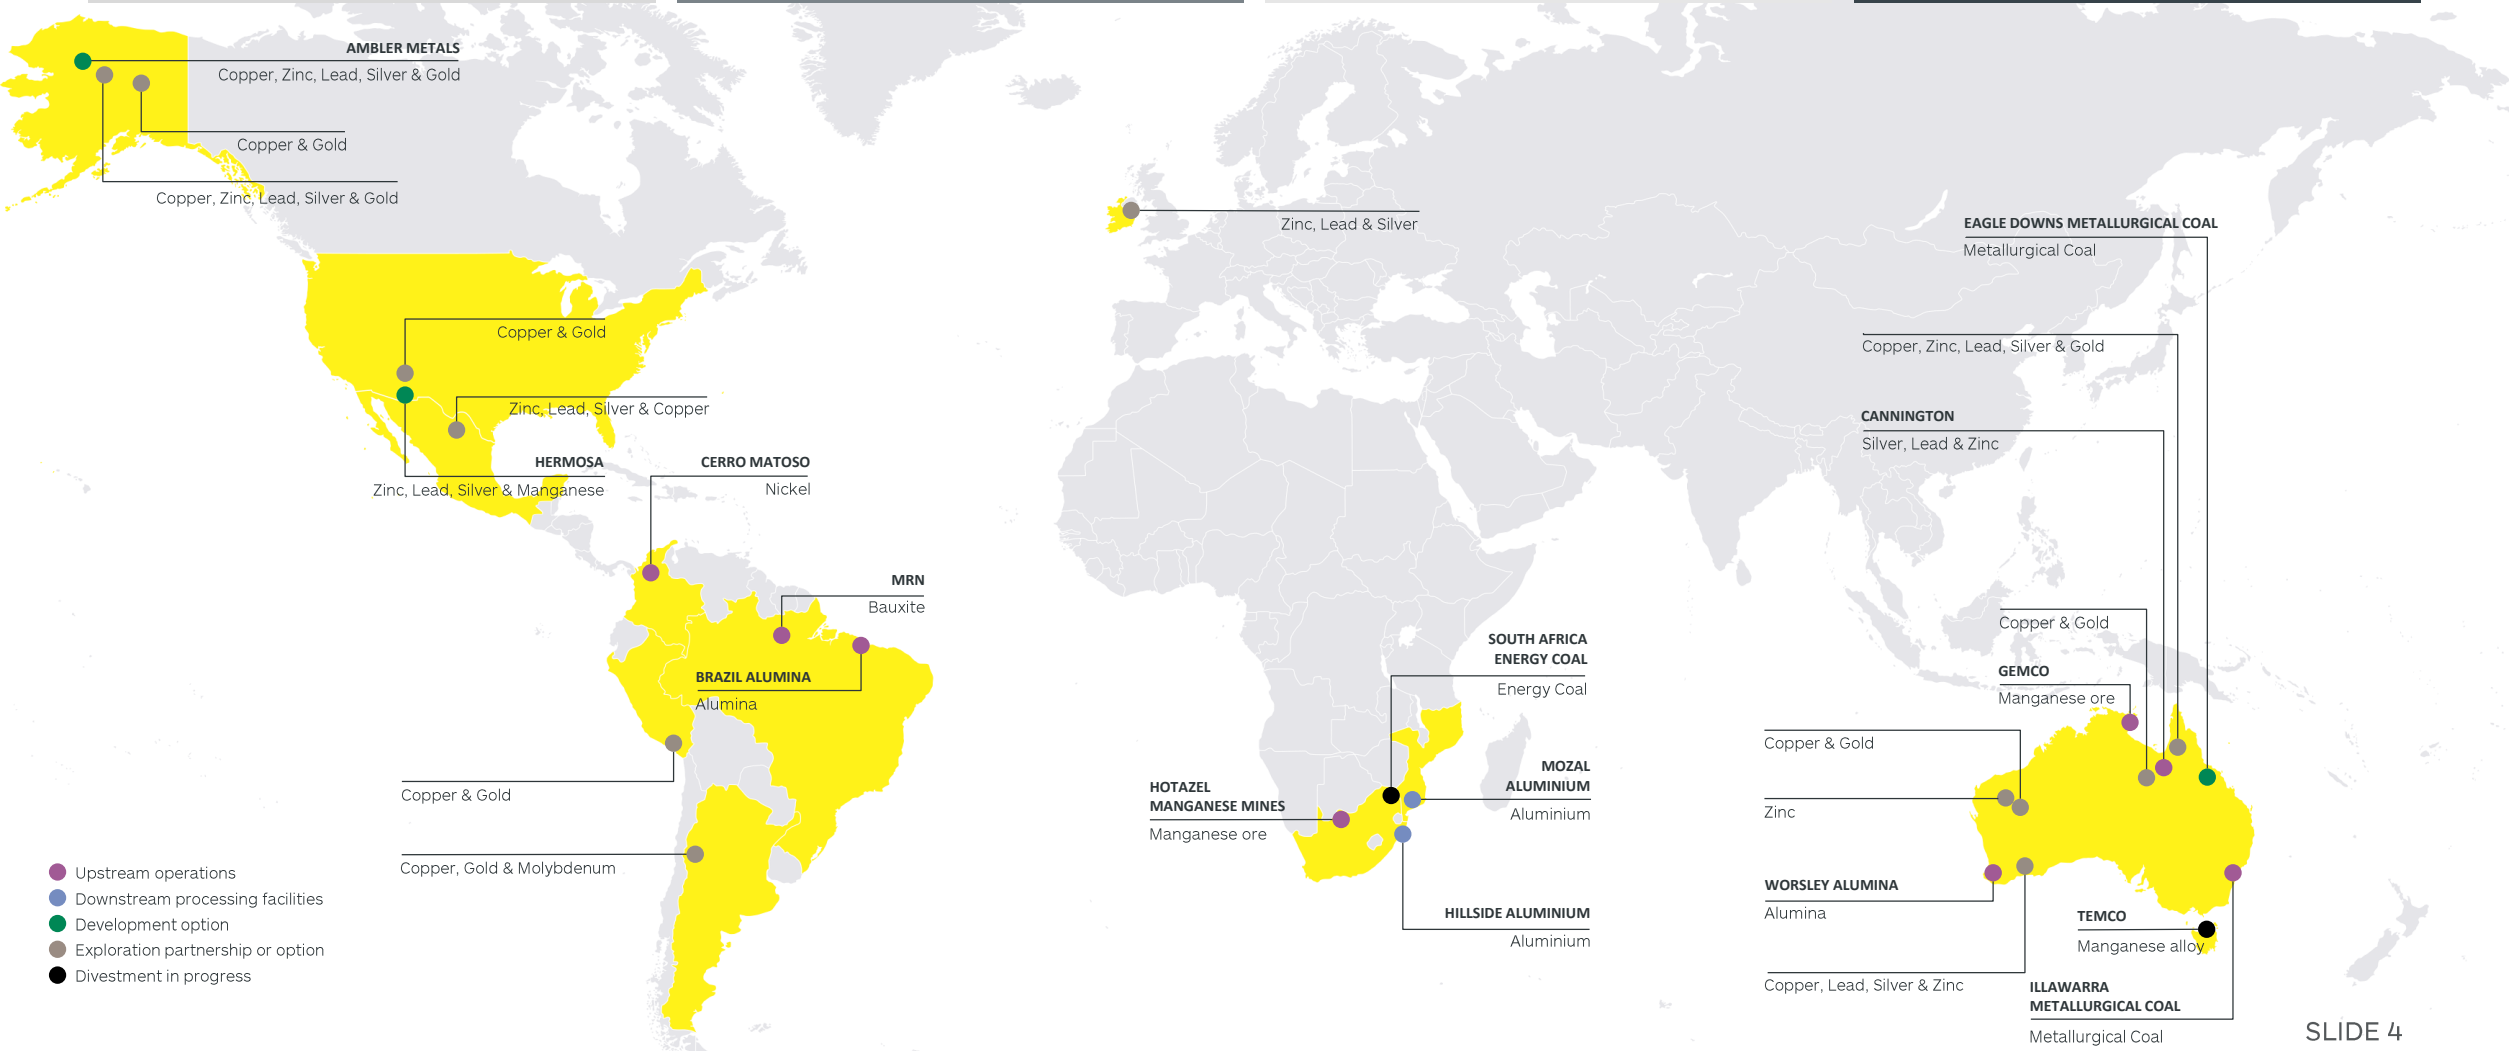 AMBLER METALS
Copper, Zinc, Lead, Silver & Gold
Copper & Gold
Copper, Zinc, Lead, Silver & Gold
Copper & Gold
Zinc, Lead, Silver & Copper
HERMOSA
Zinc, Lead, Silver & Manganese
CERRO MATOSO
Nickel
MRN
Bauxite
BRAZIL ALUMINA
Alumina
Copper & Gold
Copper, Gold & Molybdenum
Upstream operations
Downstream processing facilities
Development option
Exploration partnership or option
Divestment in progress
Zinc, Lead & Silver
SOUTH AFRICA
ENERGY COAL
Energy Coal
HOTAZEL
MANGANESE MINES
Manganese ore
MOZAL
ALUMINIUM
Aluminium
HILLSIDE ALUMINIUM
Aluminium
EAGLE DOWNS METALLURGICAL COAL
Metallurgical Coal
Copper, Zinc, Lead, Silver & Gold
CANNINGTON
Silver, Lead & Zinc
Copper & Gold
GEMCO
Manganese ore
Copper & Gold
Zinc
WORSLEY ALUMINA
Alumina
Copper, Lead, Silver & Zinc
TEMCO
Manganese alloy
ILLAWARRA
METALLURGICAL COAL
Metallurgical Coal
SLIDE 4